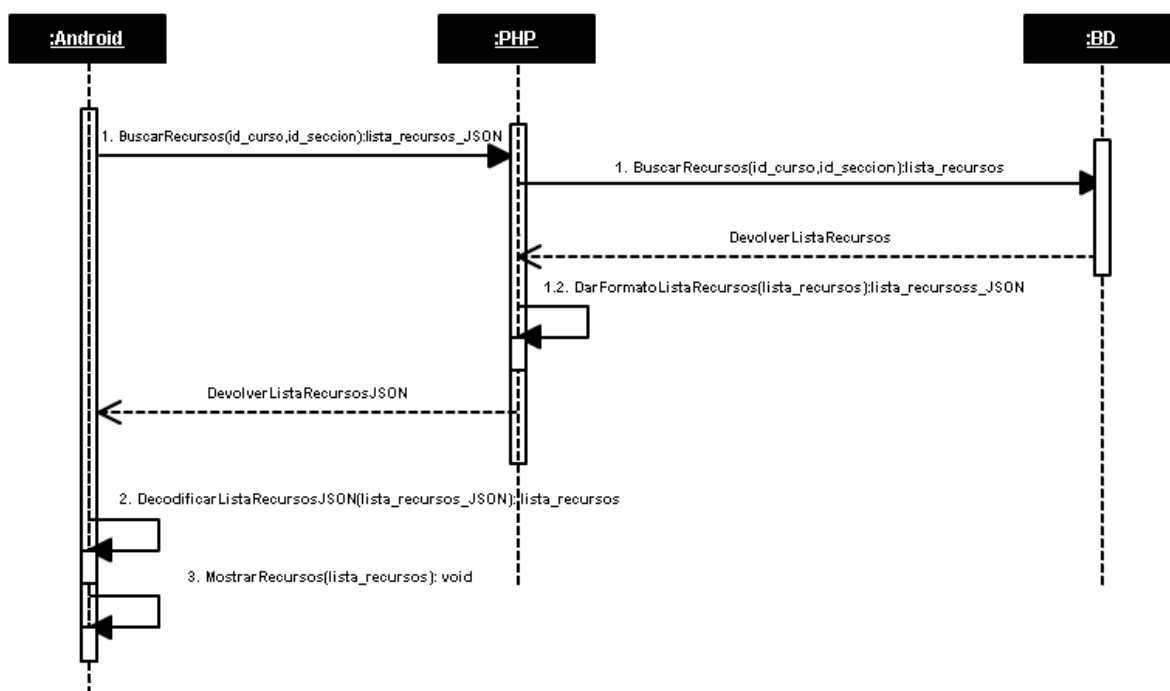 :Android
:PHP
:BD
1. BuscarRecursos(id_curso,id_seccion):lista_recursos_JSON
1. BuscarRecursos(id_curso,id_seccion):lista_recursos
DevolverListaRecursos
1.2. DarFormatoListaRecursos(lista_recursos):lista_recursoss_JSON
DevolverListaRecursosJSON
2. DecodificarListaRecursosJSON(lista_recursos_JSON): lista_recursos
3. MostrarRecursos(lista_recursos): void